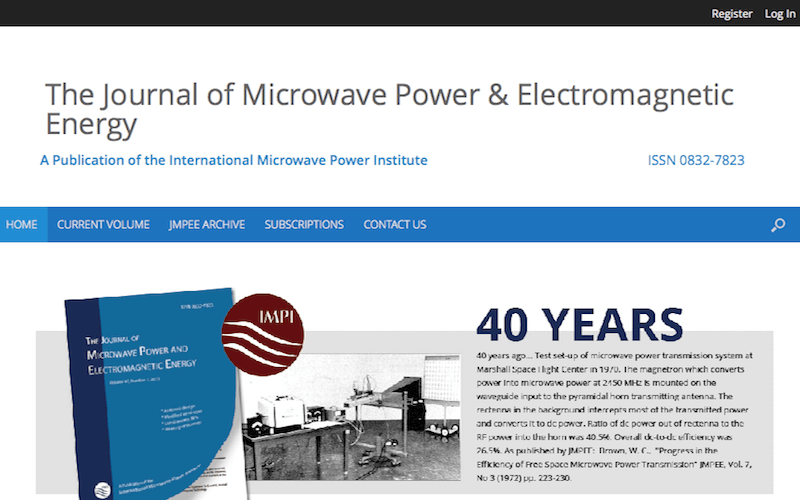 Register Log In
The Journal of Microwave Power & Electromagnetic
Energy
A Publication of the International Microwave Power Institute ISSN 0832-7823
HOME CURRENT VOLUME JMPEE ARCHIVE SUBSCRIPTIONS CONTACT US
ISSN 0832-7823
THE JOURNAL OF
MICROWAVE POWER AND
ELECTROMAGNETIC ENERGY
IMPI
40 YEARS
40 years ago... Test set-up of microwave power transmission system at
Marshall Space Flight Center in 1970. The magnetron which converts
power into microwave power at 2450 MHz is mounted on the
waveguide input to the pyramidal horn transmitting antenna. The
rectenna in the background intercepts most of the transmitted power
and converts it to dc power. Ratio of dc power out of rectenna to the
RF power into the horn was 40.5%. Overall dc-to-dc efficiency was
26.5%. As published by JMPEE: Brown, W. C., "Progress in the
Efficiency of Free Space Microwave Power Transmission" JMPEE, Vol. 7,
No 3 (1972) pp. 223-230.
International Microwave Power Institute